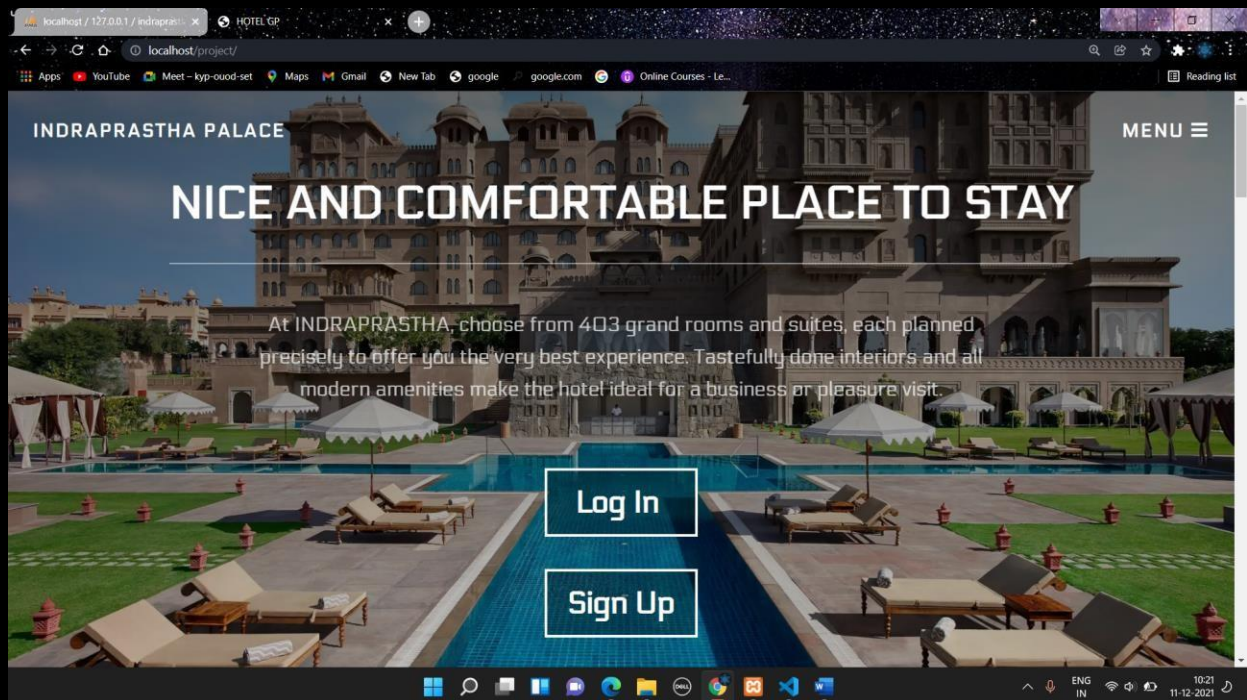 localhost / 127.0.0.1 / indraprast
HOTEL GP
localhost/project/
Apps
YouTube
Meet – kyp-ouod-set
Maps
Gmail
New Tab
google
google.com
Online Courses - Le...
Reading list
INDRAPRASTHA PALACE
MENU
NICE AND COMFORTABLE PLACE TO STAY
At INDRAPRASTHA, choose from 403 grand rooms and suites, each planned
precisely to offer you the very best experience. Tastefully done interiors and all
modern amenities make the hotel ideal for a business or pleasure visit.
Log In
Sign Up
DELL
ENG
IN
10:21
11-12-2021